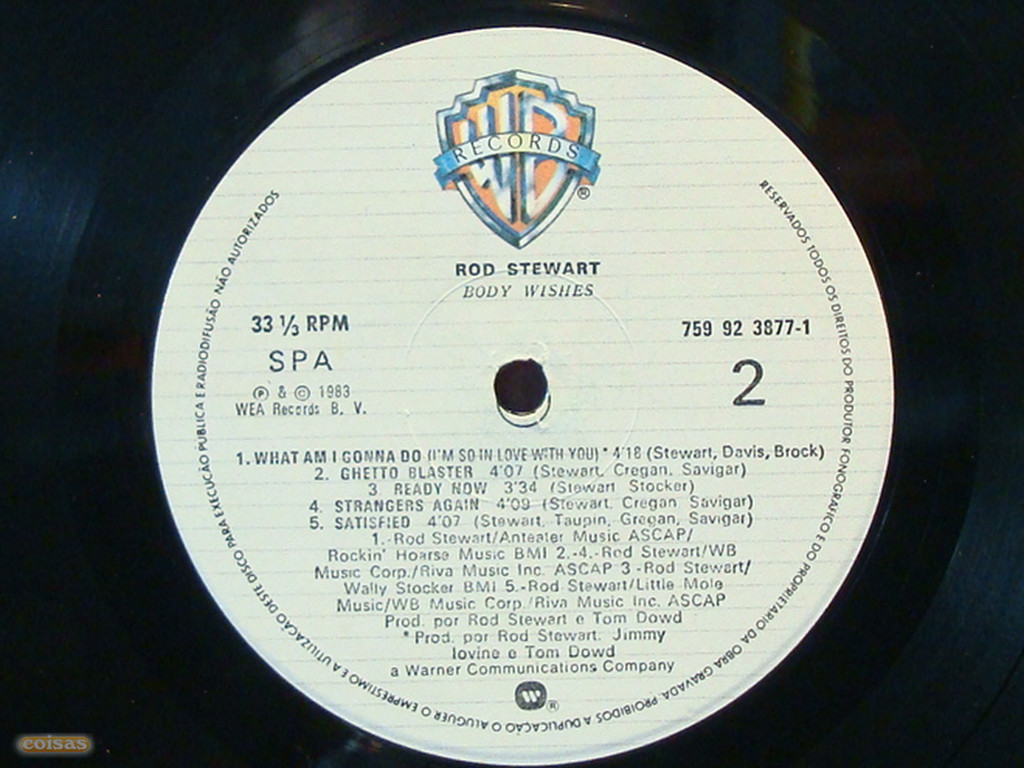 WB
RECORDS
®
ROD STEWART
BODY WISHES
33 1/3 RPM
SPA
℗ & © 1983
WEA Records B. V.
759 92 3877-1
2
1. WHAT AM I GONNA DO (I'M SO IN LOVE WITH YOU) * 4'18 (Stewart, Davis, Brock)
2. GHETTO BLASTER 4'07 (Stewart, Cregan, Savigar)
3. READY NOW 3'34 (Stewart Stocker)
4. STRANGERS AGAIN 4'09 (Stewart, Cregan Savigar)
5. SATISFIED 4'07 (Stewart, Taupin, Gregan, Savigar)
1.-Rod Stewart/Anteater Music ASCAP/
Rockin' Hoarse Music BMI 2.-4.-Rod Stewart/WB
Music Corp./Riva Music Inc. ASCAP 3-Rod Stewart/
Wally Stocker BMI 5.-Rod Stewart/Little Mole
Music/WB Music Corp./Riva Music Inc. ASCAP
Prod. por Rod Stewart e Tom Dowd
* Prod. por Rod Stewart. Jimmy
Iovine e Tom Dowd
a Warner Communications Company
®
RESERVADOS TODOS OS DIREITOS DO PRODUTOR FONOGRAFICO E DO PROPRIETARIO DA OBRA GRAVADA. PROIBIDOS A DUPLICAÇÃO O ALUGUER O EMPRESTIMO E A UTILIZAÇÃO DESTE DISCO PARA EXECUÇÃO PUBLICA E RADIODIFUSÃO NÃO AUTORIZADOS
coisas